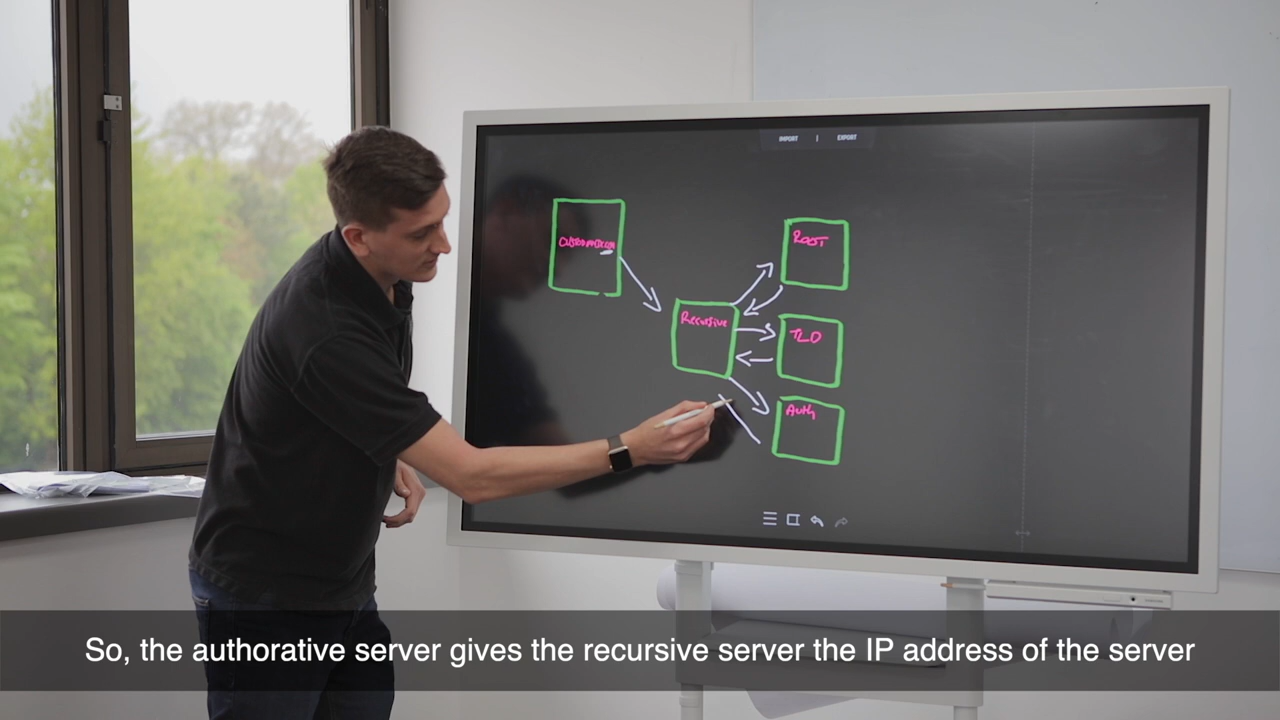 IMPORT | EXPORT
ROOT
Recursive
TLD
Auth
So, the authorative server gives the recursive server the IP address of the server